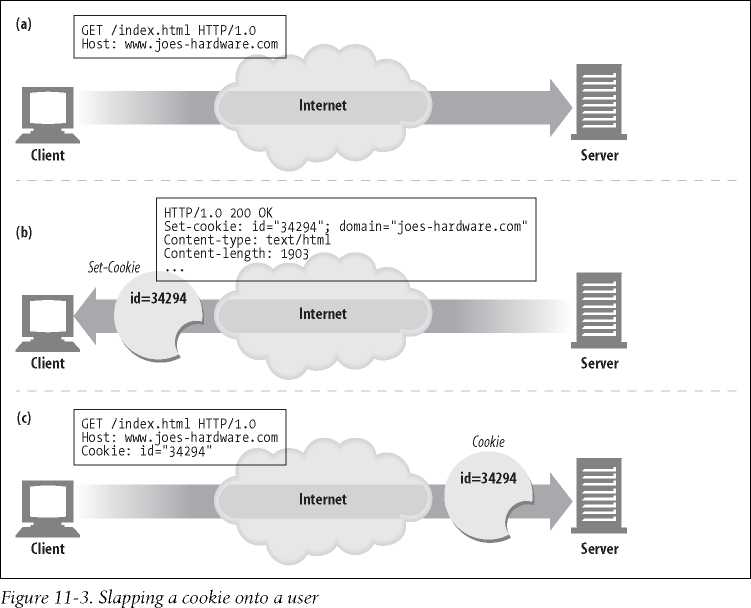 (a)
GET /index.html HTTP/1.0
Host: www.joes-hardware.com
Internet
Client
Server
(b)
HTTP/1.0 200 OK
Set-cookie: id="34294"; domain="joes-hardware.com"
Content-type: text/html
Content-length: 1903
...
Set-Cookie
id=34294
Internet
Client
Server
(c)
GET /index.html HTTP/1.0
Host: www.joes-hardware.com
Cookie: id="34294"
Cookie
id=34294
Internet
Client
Server
Figure 11-3. Slapping a cookie onto a user